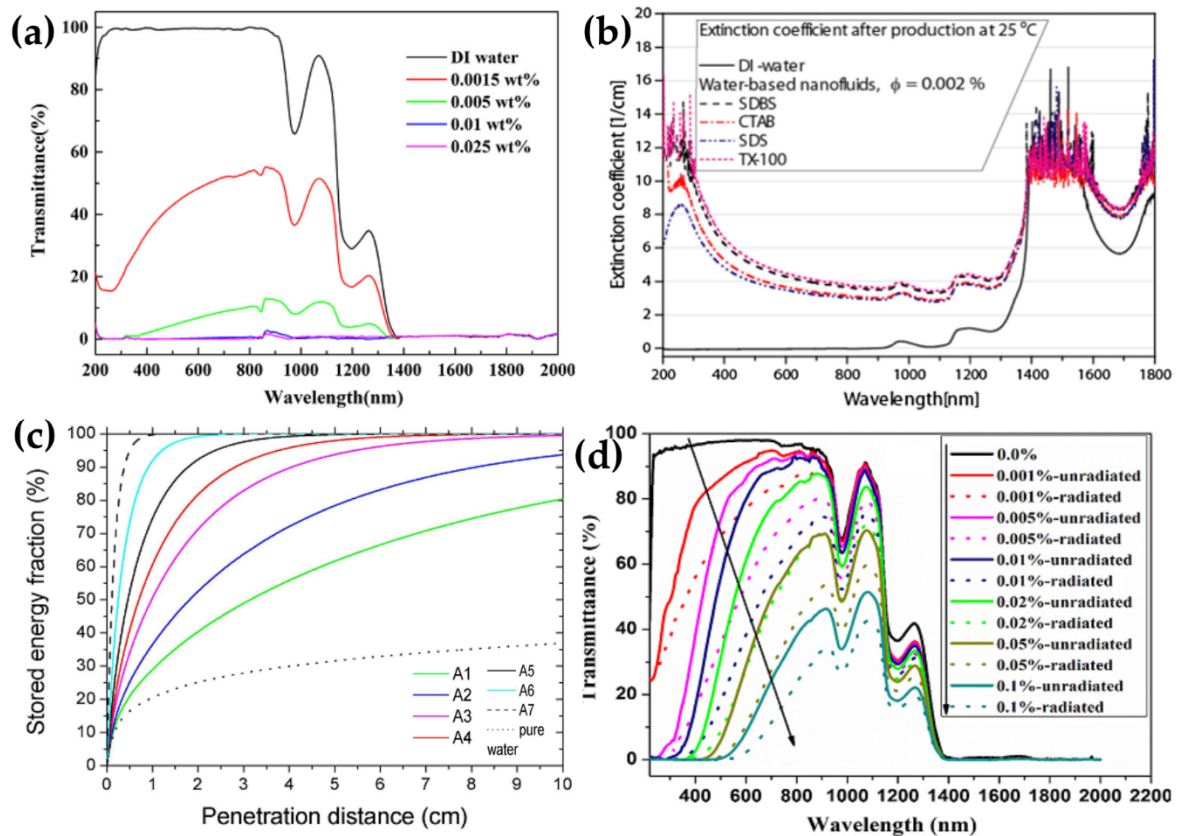 (a)
100
80
60
40
20
0
Transmittance(%)
DI water
0.0015 wt%
0.005 wt%
0.01 wt%
0.025 wt%
200 400 600 800 1000 1200 1400 1600 2000
Wavelength(nm)
(b)
20
18
16
14
12
10
8
6
4
2
0
Extinction coefficient [1/cm]
Extinction coefficient after production at 25 °C
DI -water
Water-based nanofluids, ϕ = 0.002 %
SDBS
CTAB
SDS
TX-100
200 400 600 800 1000 1200 1400 1600 1800
Wavelength[nm]
(c)
100
90
80
70
60
50
40
30
20
10
0
Stored energy fraction (%)
A1
A2
A3
A4
A5
A6
A7
pure
water
0 1 2 3 4 5 6 7 8 9 10
Penetration distance (cm)
(d)
100
80
60
40
20
0
Transmittaance (%)
0.0%
0.001%-unradiated
0.001%-radiated
0.005%-unradiated
0.005%-radiated
0.01%-unradiated
0.01%-radiated
0.02%-unradiated
0.02%-radiated
0.05%-unradiated
0.05%-radiated
0.1%-unradiated
0.1%-radiated
400 600 800 1000 1200 1400 1600 1800 2000 2200
Wavelength (nm)